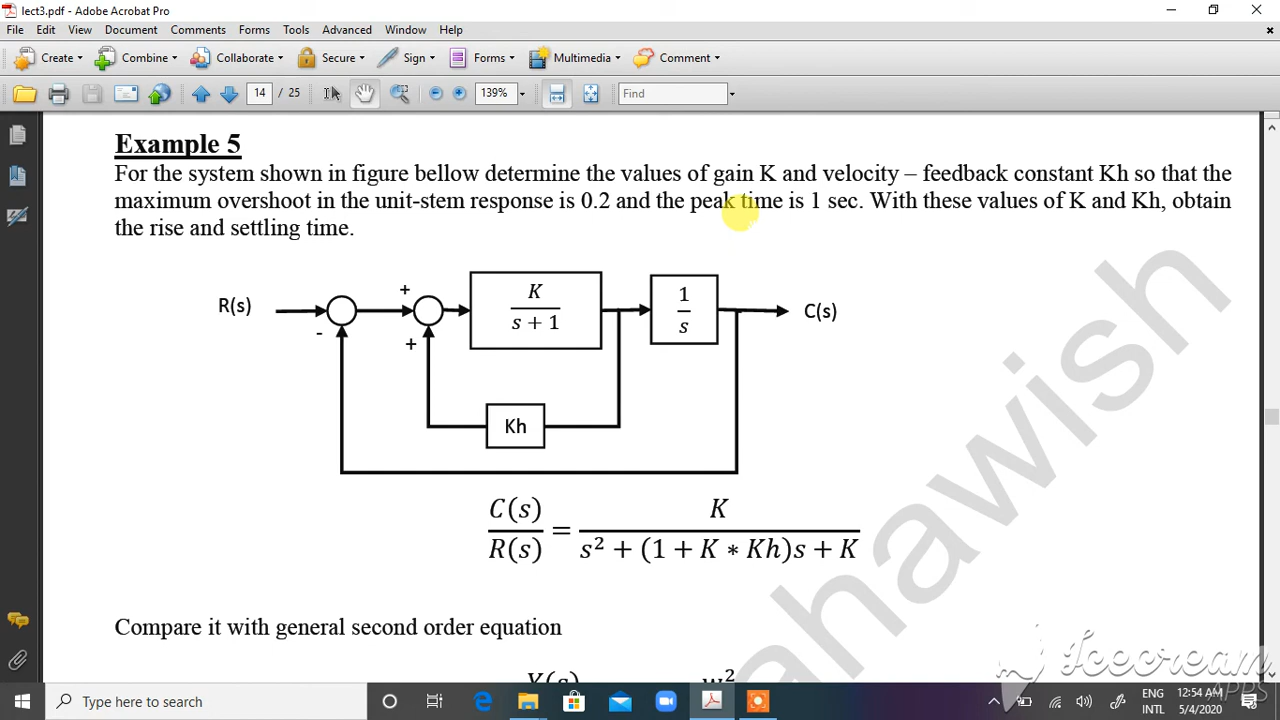 lect3.pdf - Adobe Acrobat Pro
File Edit View Document Comments Forms Tools Advanced Window Help
Create Combine Collaborate Secure Sign Forms Multimedia Comment
14 / 25 139% Find
Example 5
For the system shown in figure bellow determine the values of gain K and velocity – feedback constant Kh so that the
maximum overshoot in the unit-stem response is 0.2 and the peak time is 1 sec. With these values of K and Kh, obtain
the rise and settling time.
R(s) - + + K / s + 1 1 / s C(s)
Kh
C(s) / R(s) = K / s² + (1 + K * Kh)s + K
Compare it with general second order equation
ahawish
Icecream
APPS
Type here to search
ENG
INTL
12:54 AM
5/4/2020